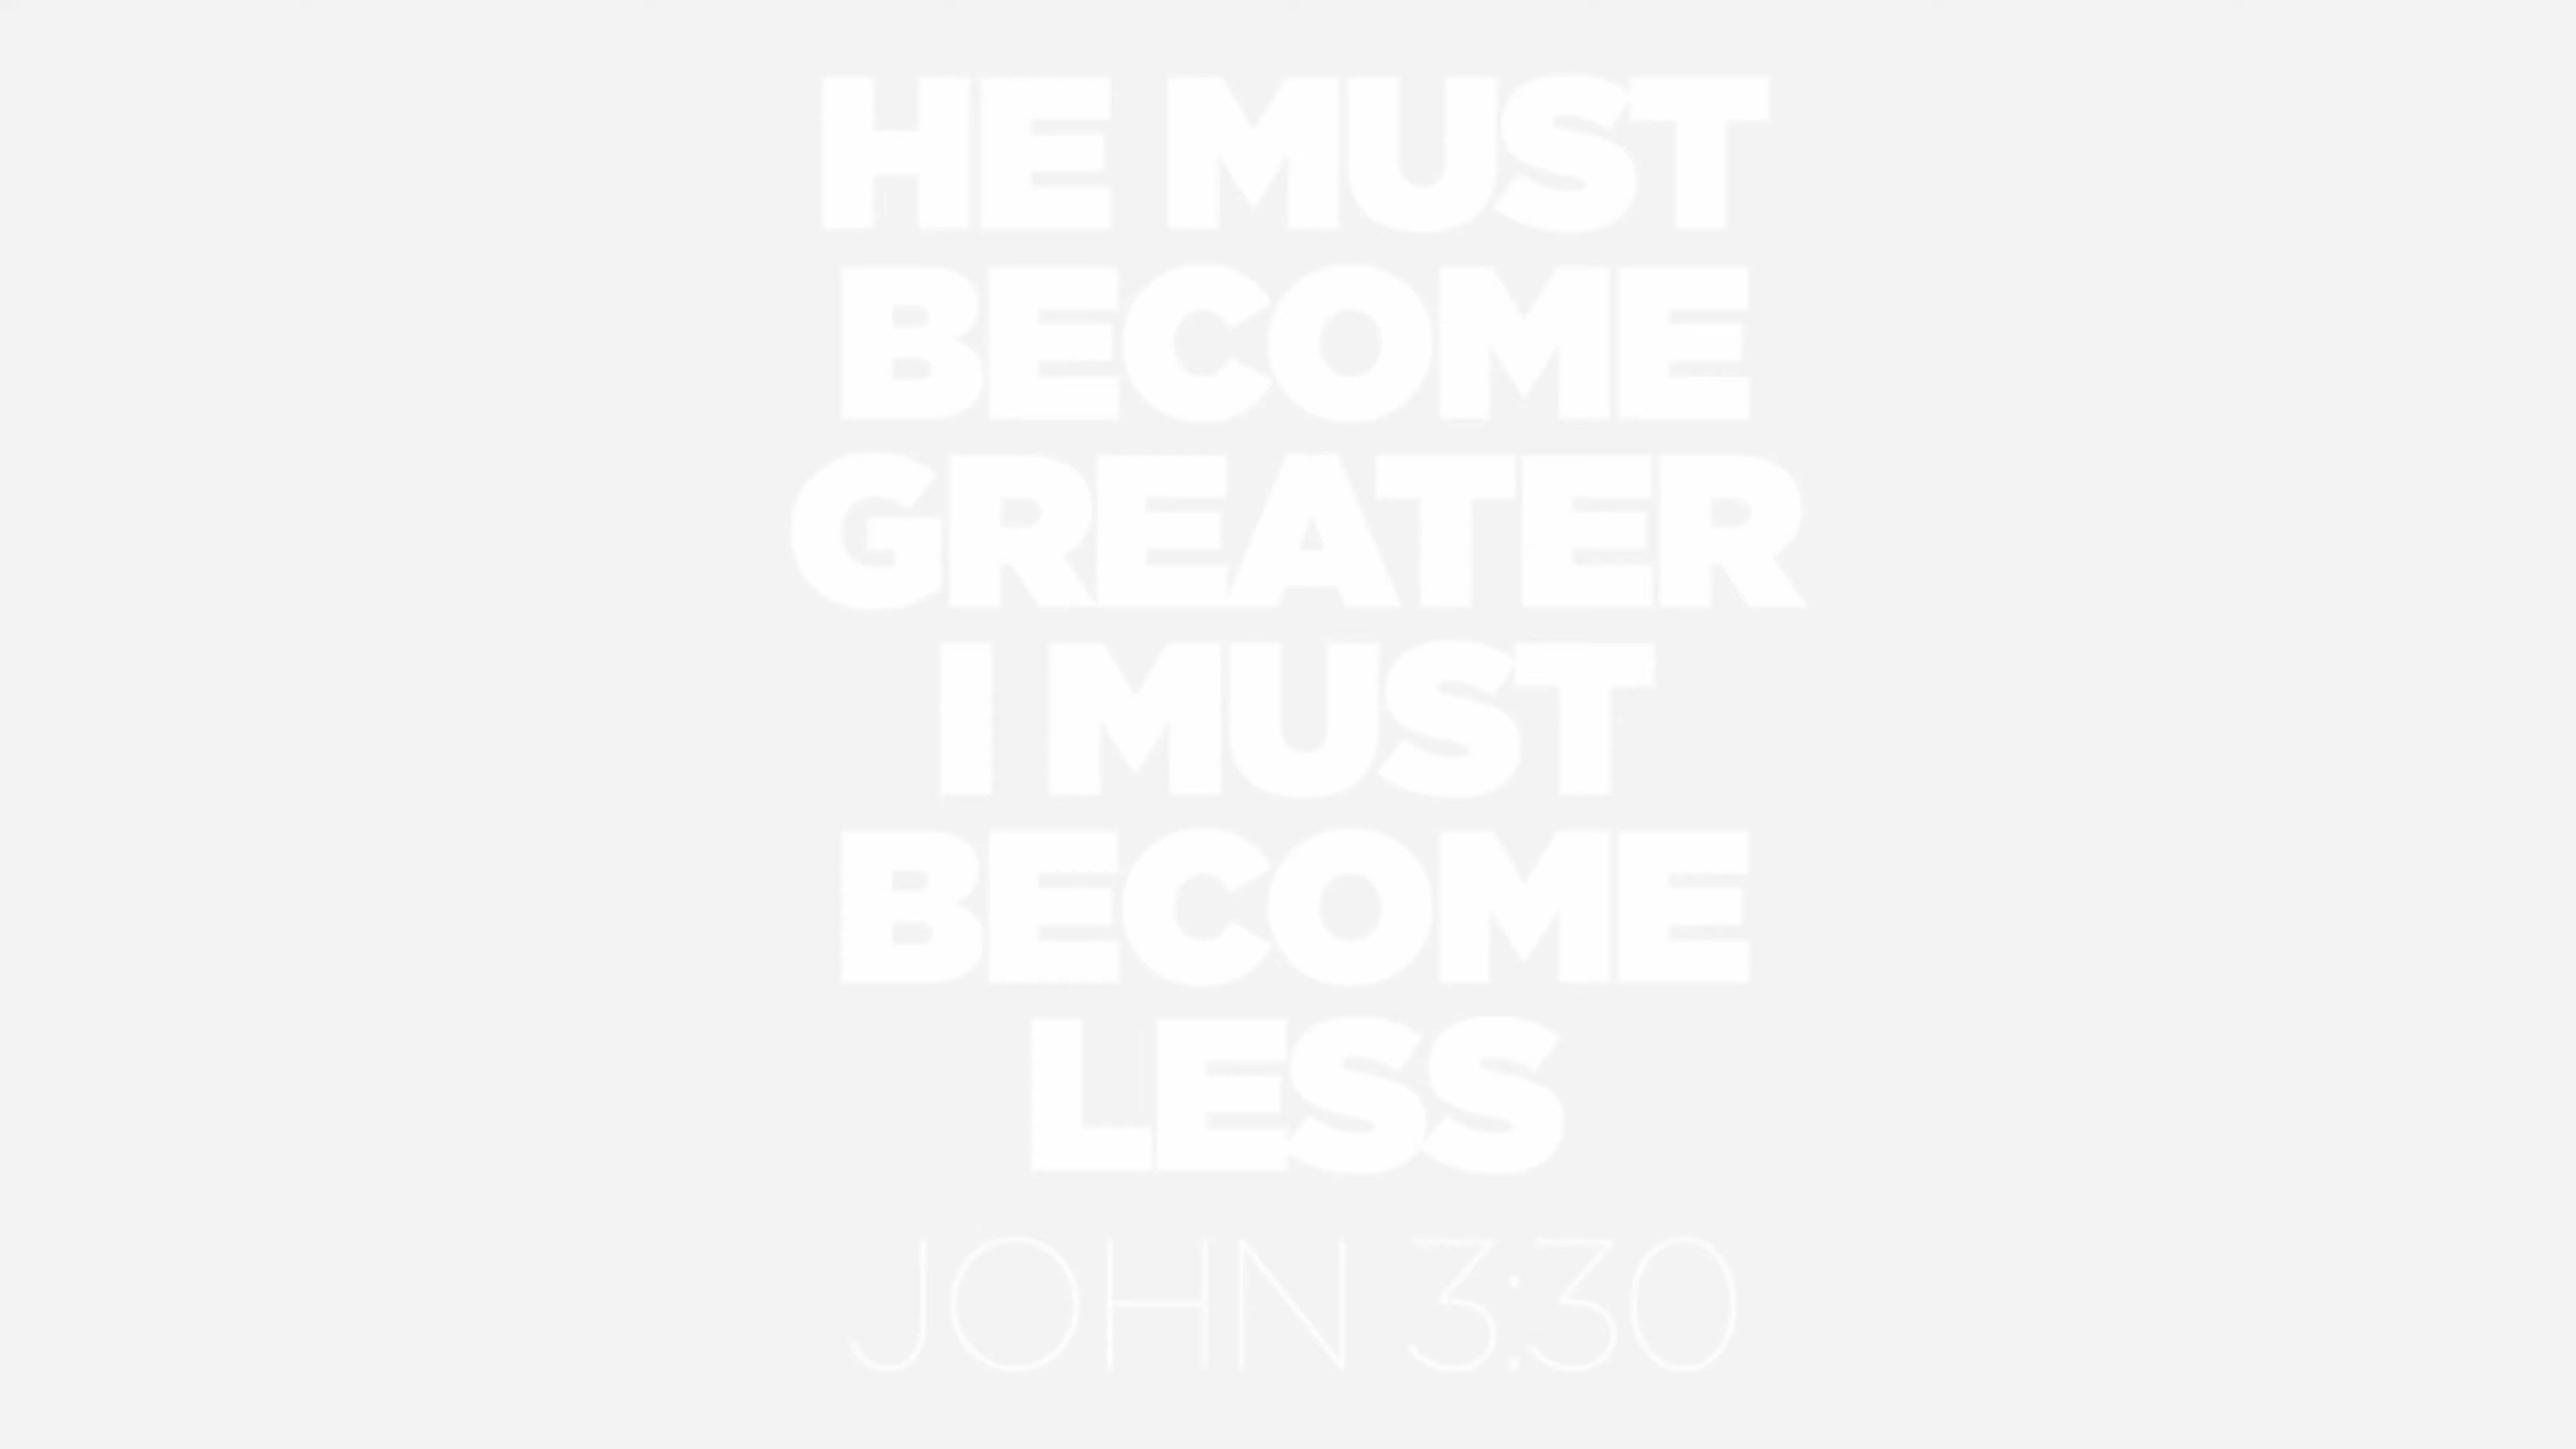 HE MUST
BECOME
GREATER
I MUST
BECOME
LESS
JOHN 3:30